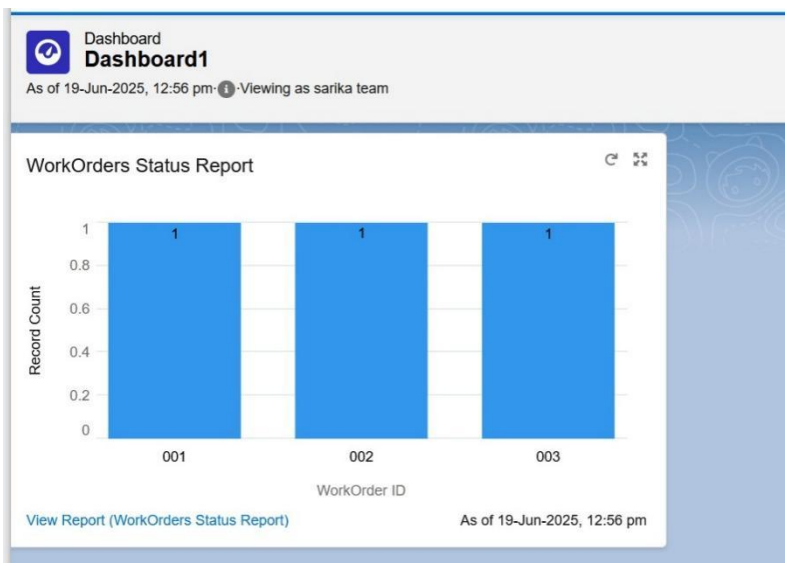 Dashboard
Dashboard1
As of 19-Jun-2025, 12:56 pm·Viewing as sarika team
WorkOrders Status Report
Record Count
1
0.8
0.6
0.4
0.2
0
1 1 1
001 002 003
WorkOrder ID
View Report (WorkOrders Status Report) As of 19-Jun-2025, 12:56 pm